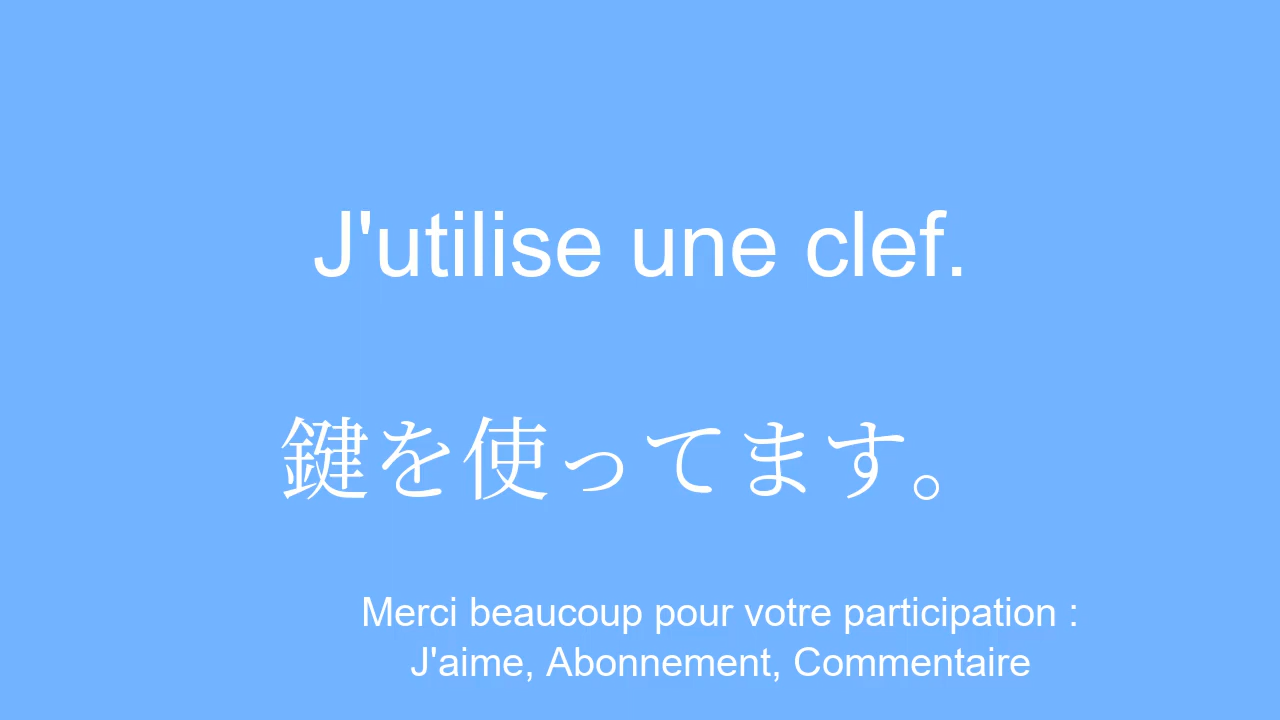 J'utilise une clef.
鍵を使ってます。
Merci beaucoup pour votre participation :
J'aime, Abonnement, Commentaire